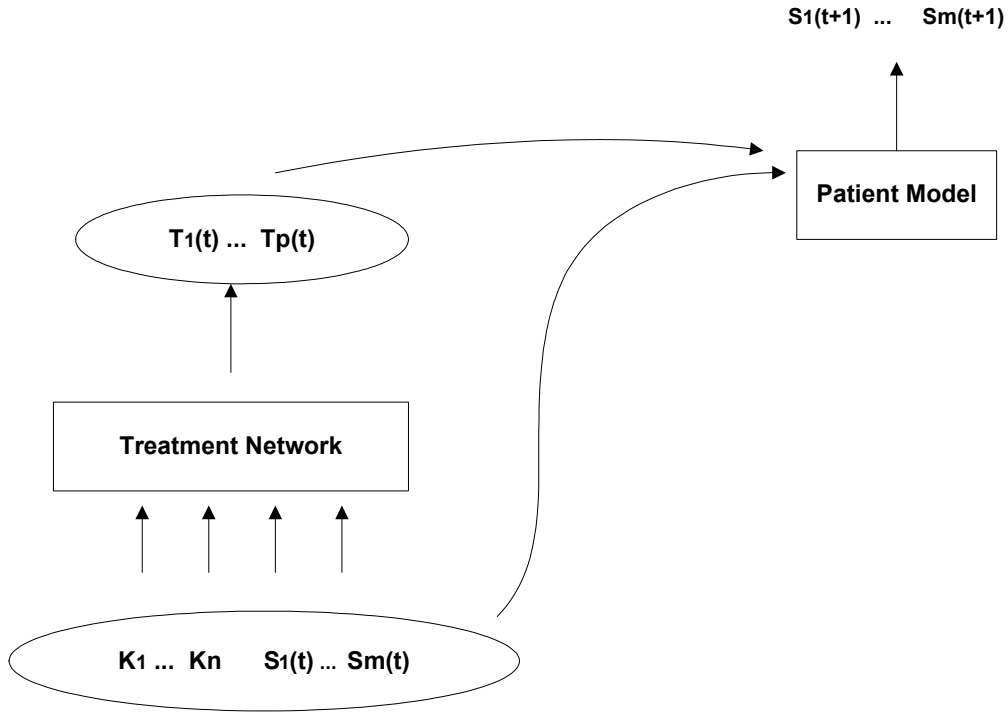 S1(t+1) ... Sm(t+1)
Patient Model
T1(t) ... Tp(t)
Treatment Network
K1 ... Kn S1(t) ... Sm(t)